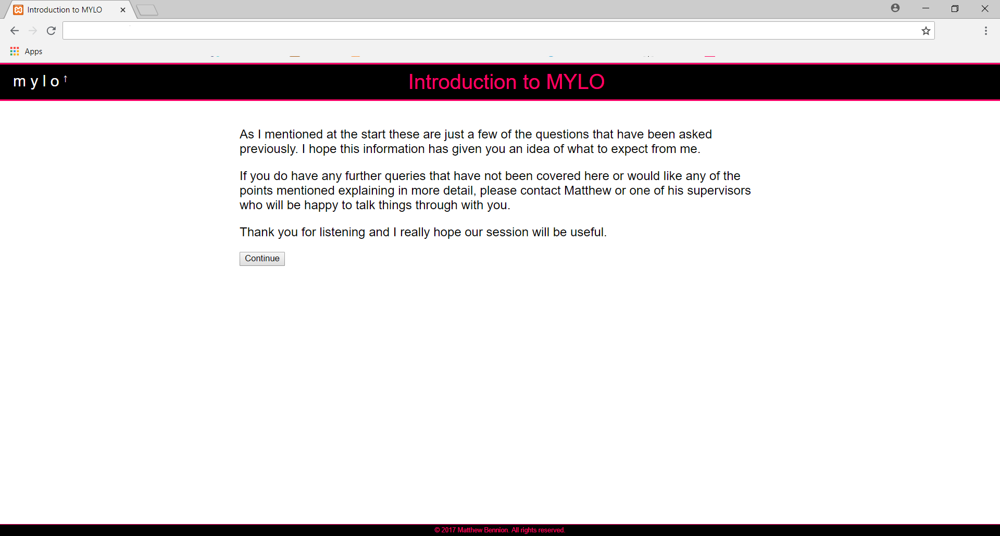 Introduction to MYLO
Apps
mylo↑
Introduction to MYLO
As I mentioned at the start these are just a few of the questions that have been asked
previously. I hope this information has given you an idea of what to expect from me.
If you do have any further queries that have not been covered here or would like any of the
points mentioned explaining in more detail, please contact Matthew or one of his supervisors
who will be happy to talk things through with you.
Thank you for listening and I really hope our session will be useful.
Continue
© 2017 Matthew Bennion. All rights reserved.